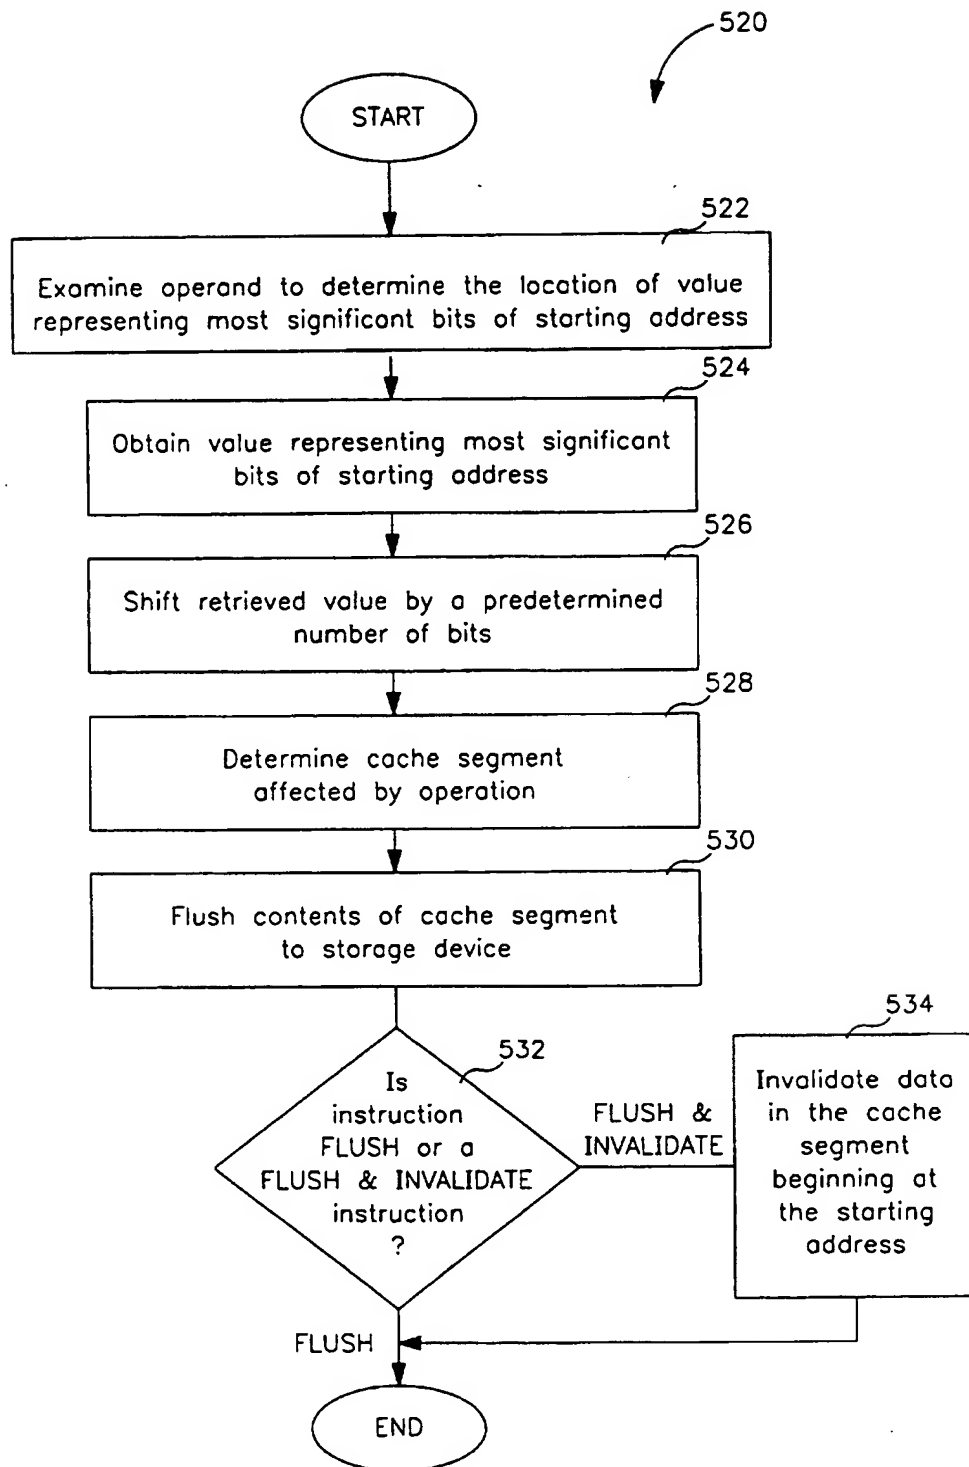 520
START
522
Examine operand to determine the location of value
representing most significant bits of starting address
524
Obtain value representing most significant
bits of starting address
526
Shift retrieved value by a predetermined
number of bits
528
Determine cache segment
affected by operation
530
Flush contents of cache segment
to storage device
532
Is
instruction
FLUSH or a
FLUSH & INVALIDATE
instruction
?
FLUSH &
INVALIDATE
534
Invalidate data
in the cache
segment
beginning at
the starting
address
FLUSH
END